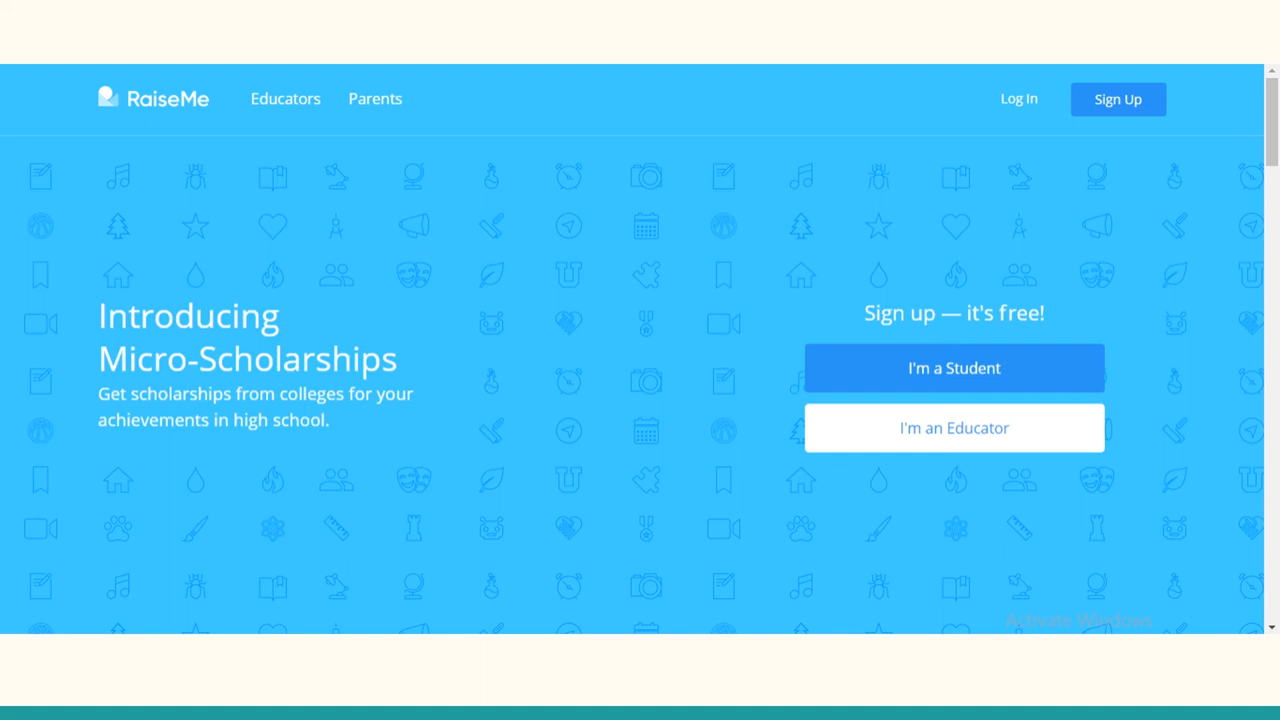 RaiseMe
Educators
Parents
Log In
Sign Up
Introducing
Micro-Scholarships
Get scholarships from colleges for your
achievements in high school.
Sign up — it's free!
I'm a Student
I'm an Educator
Activate Windows